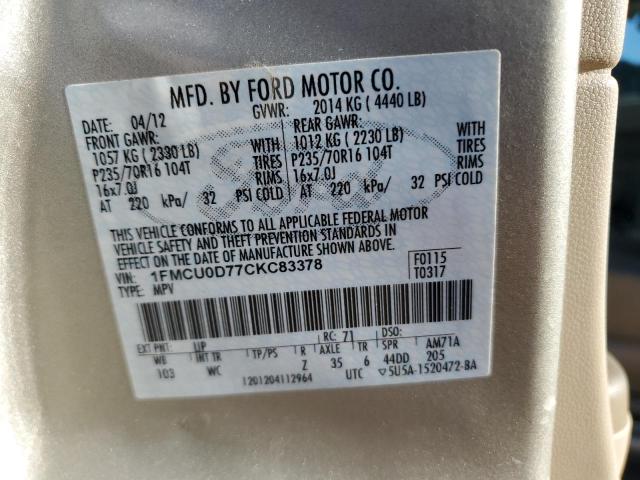 MFD. BY FORD MOTOR CO.
DATE: 04/12 GVWR: 2014 KG ( 4440 LB)
FRONT GAWR: REAR GAWR:
1057 KG ( 2330 LB) WITH 1012 KG ( 2230 LB) WITH
P235/70R16 104T TIRES P235/70R16 104T TIRES
16x7.0J RIMS 16x7.0J RIMS
AT 220 kPa/ 32 PSI COLD AT 220 kPa/ 32 PSI COLD
Ford
THIS VEHICLE CONFORMS TO ALL APPLICABLE FEDERAL MOTOR
VEHICLE SAFETY AND THEFT PREVENTION STANDARDS IN
EFFECT ON THE DATE OF MANUFACTURE SHOWN ABOVE.
VIN: 1FMCU0D77CKC83378 F0115
TYPE: MPV T0317
EXT PNT: UP RC: 71 DSO:
WB INT TR TP/PS R AXLE TR SPR AM71A
103 WC Z 35 6 44DD 205
1201204112964 UTC ▽5U5A-1520472-BA